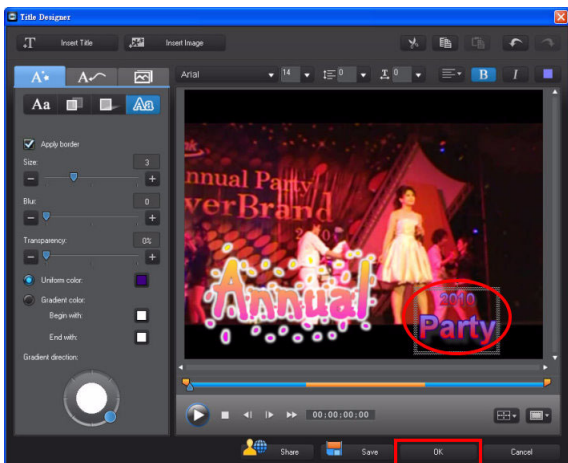 Title Designer
Insert Title
Insert Image
Arial
14
0
0
B
I
Aa
Apply border
Size:
3
Blur:
0
Transparency:
0%
Uniform color:
Gradient color:
Begin with:
End with:
Gradient direction:
nnual Party
verBrand
2010
Annual
2010
Party
00;00;00;00
Share
Save
OK
Cancel